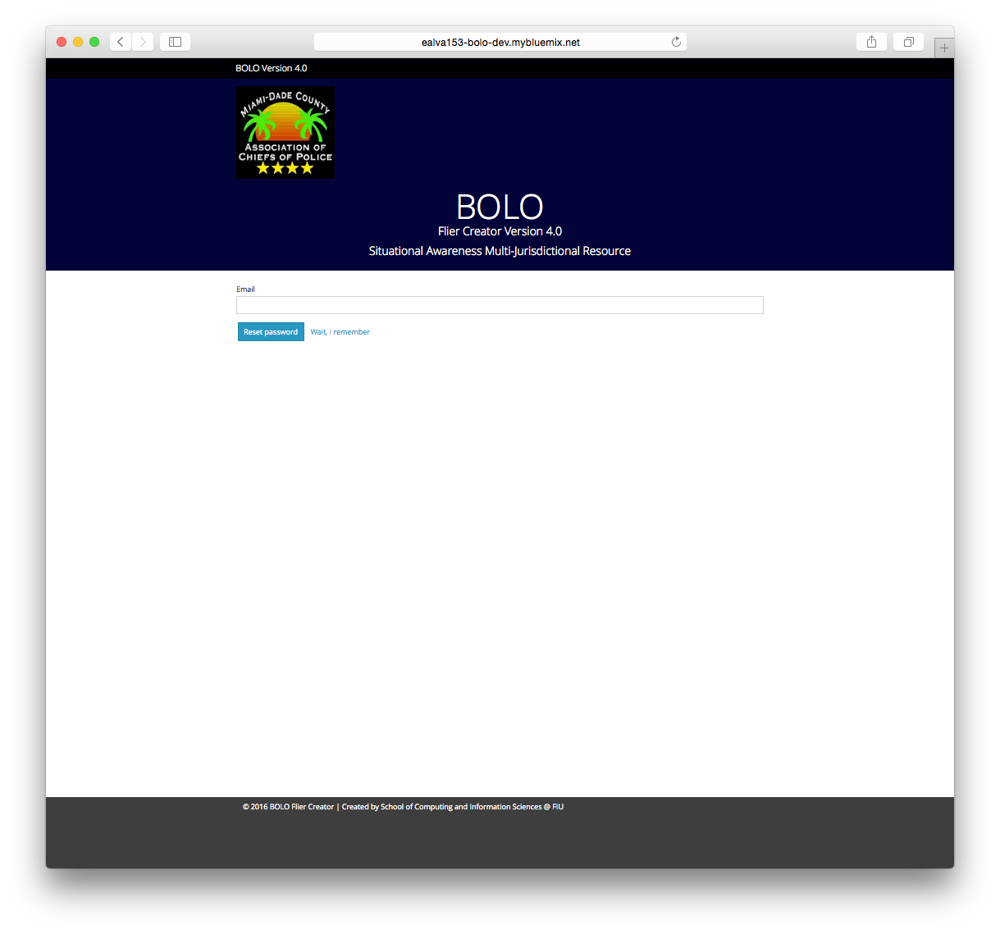 ealva153-bolo-dev.mybluemix.net
BOLO Version 4.0
MIAMI-DADE COUNTY
ASSOCIATION OF
CHIEFS OF POLICE
BOLO
Flier Creator Version 4.0
Situational Awareness Multi-Jurisdictional Resource
Email
Reset password Wait, I remember
© 2016 BOLO Flier Creator | Created by School of Computing and Information Sciences @ FIU